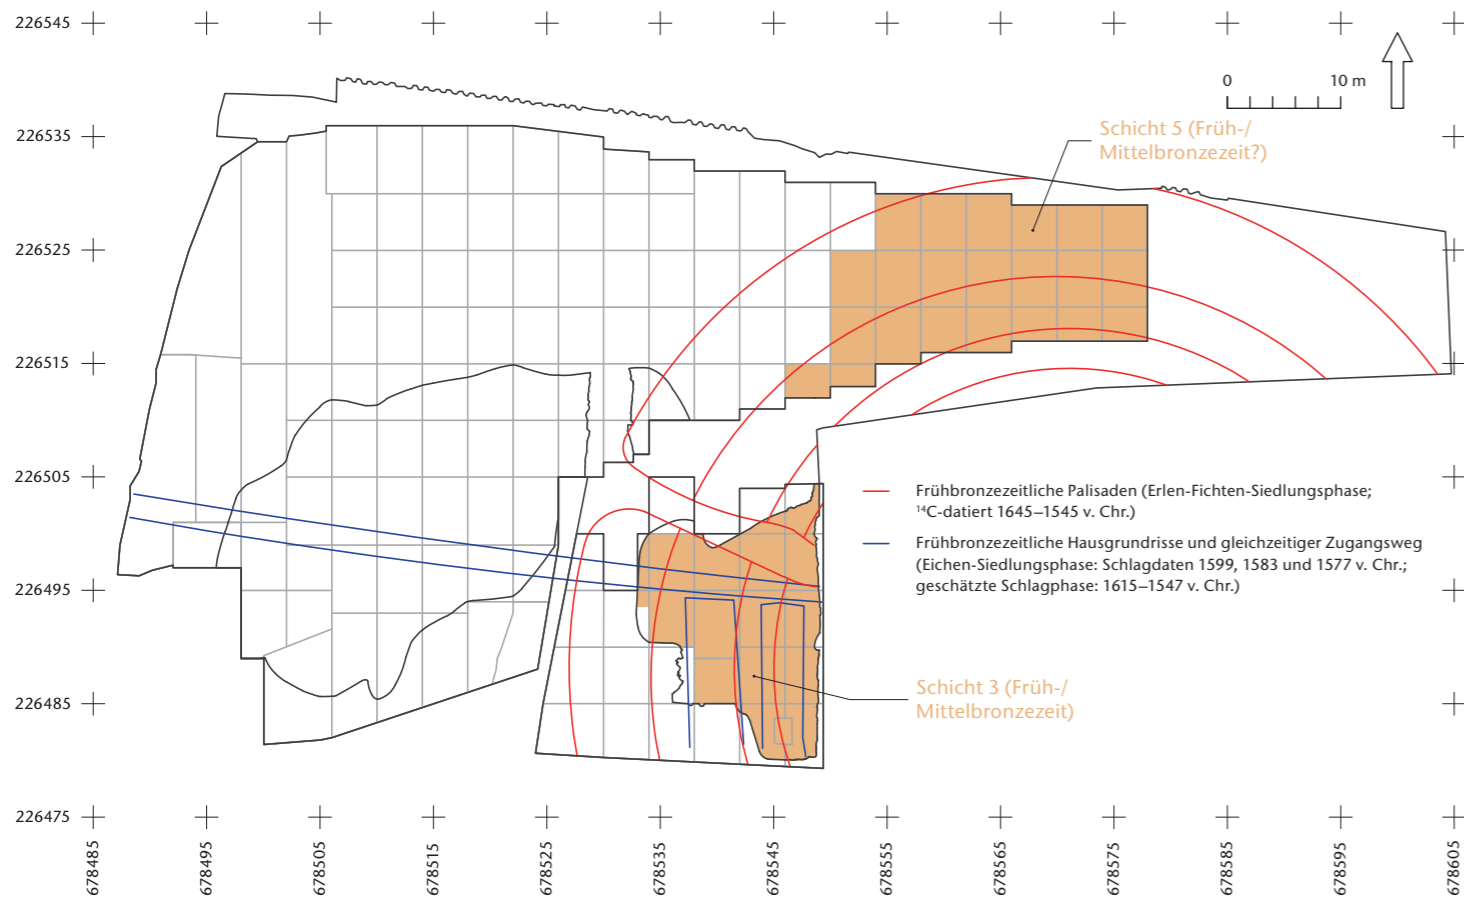 226545
0
10 m
Schicht 5 (Früh-/
Mittelbronzezeit?)
226535
226525
226515
226505
Frühbronzezeitliche Palisaden (Erlen-Fichten-Siedlungsphase;
¹⁴C-datiert 1645–1545 v. Chr.)
Frühbronzezeitliche Hausgrundrisse und gleichzeitiger Zugangsweg
(Eichen-Siedlungsphase: Schlagdaten 1599, 1583 und 1577 v. Chr.;
geschätzte Schlagphase: 1615–1547 v. Chr.)
226495
Schicht 3 (Früh-/
Mittelbronzezeit)
226485
226475
678485
678495
678505
678515
678525
678535
678545
678555
678565
678575
678585
678595
678605